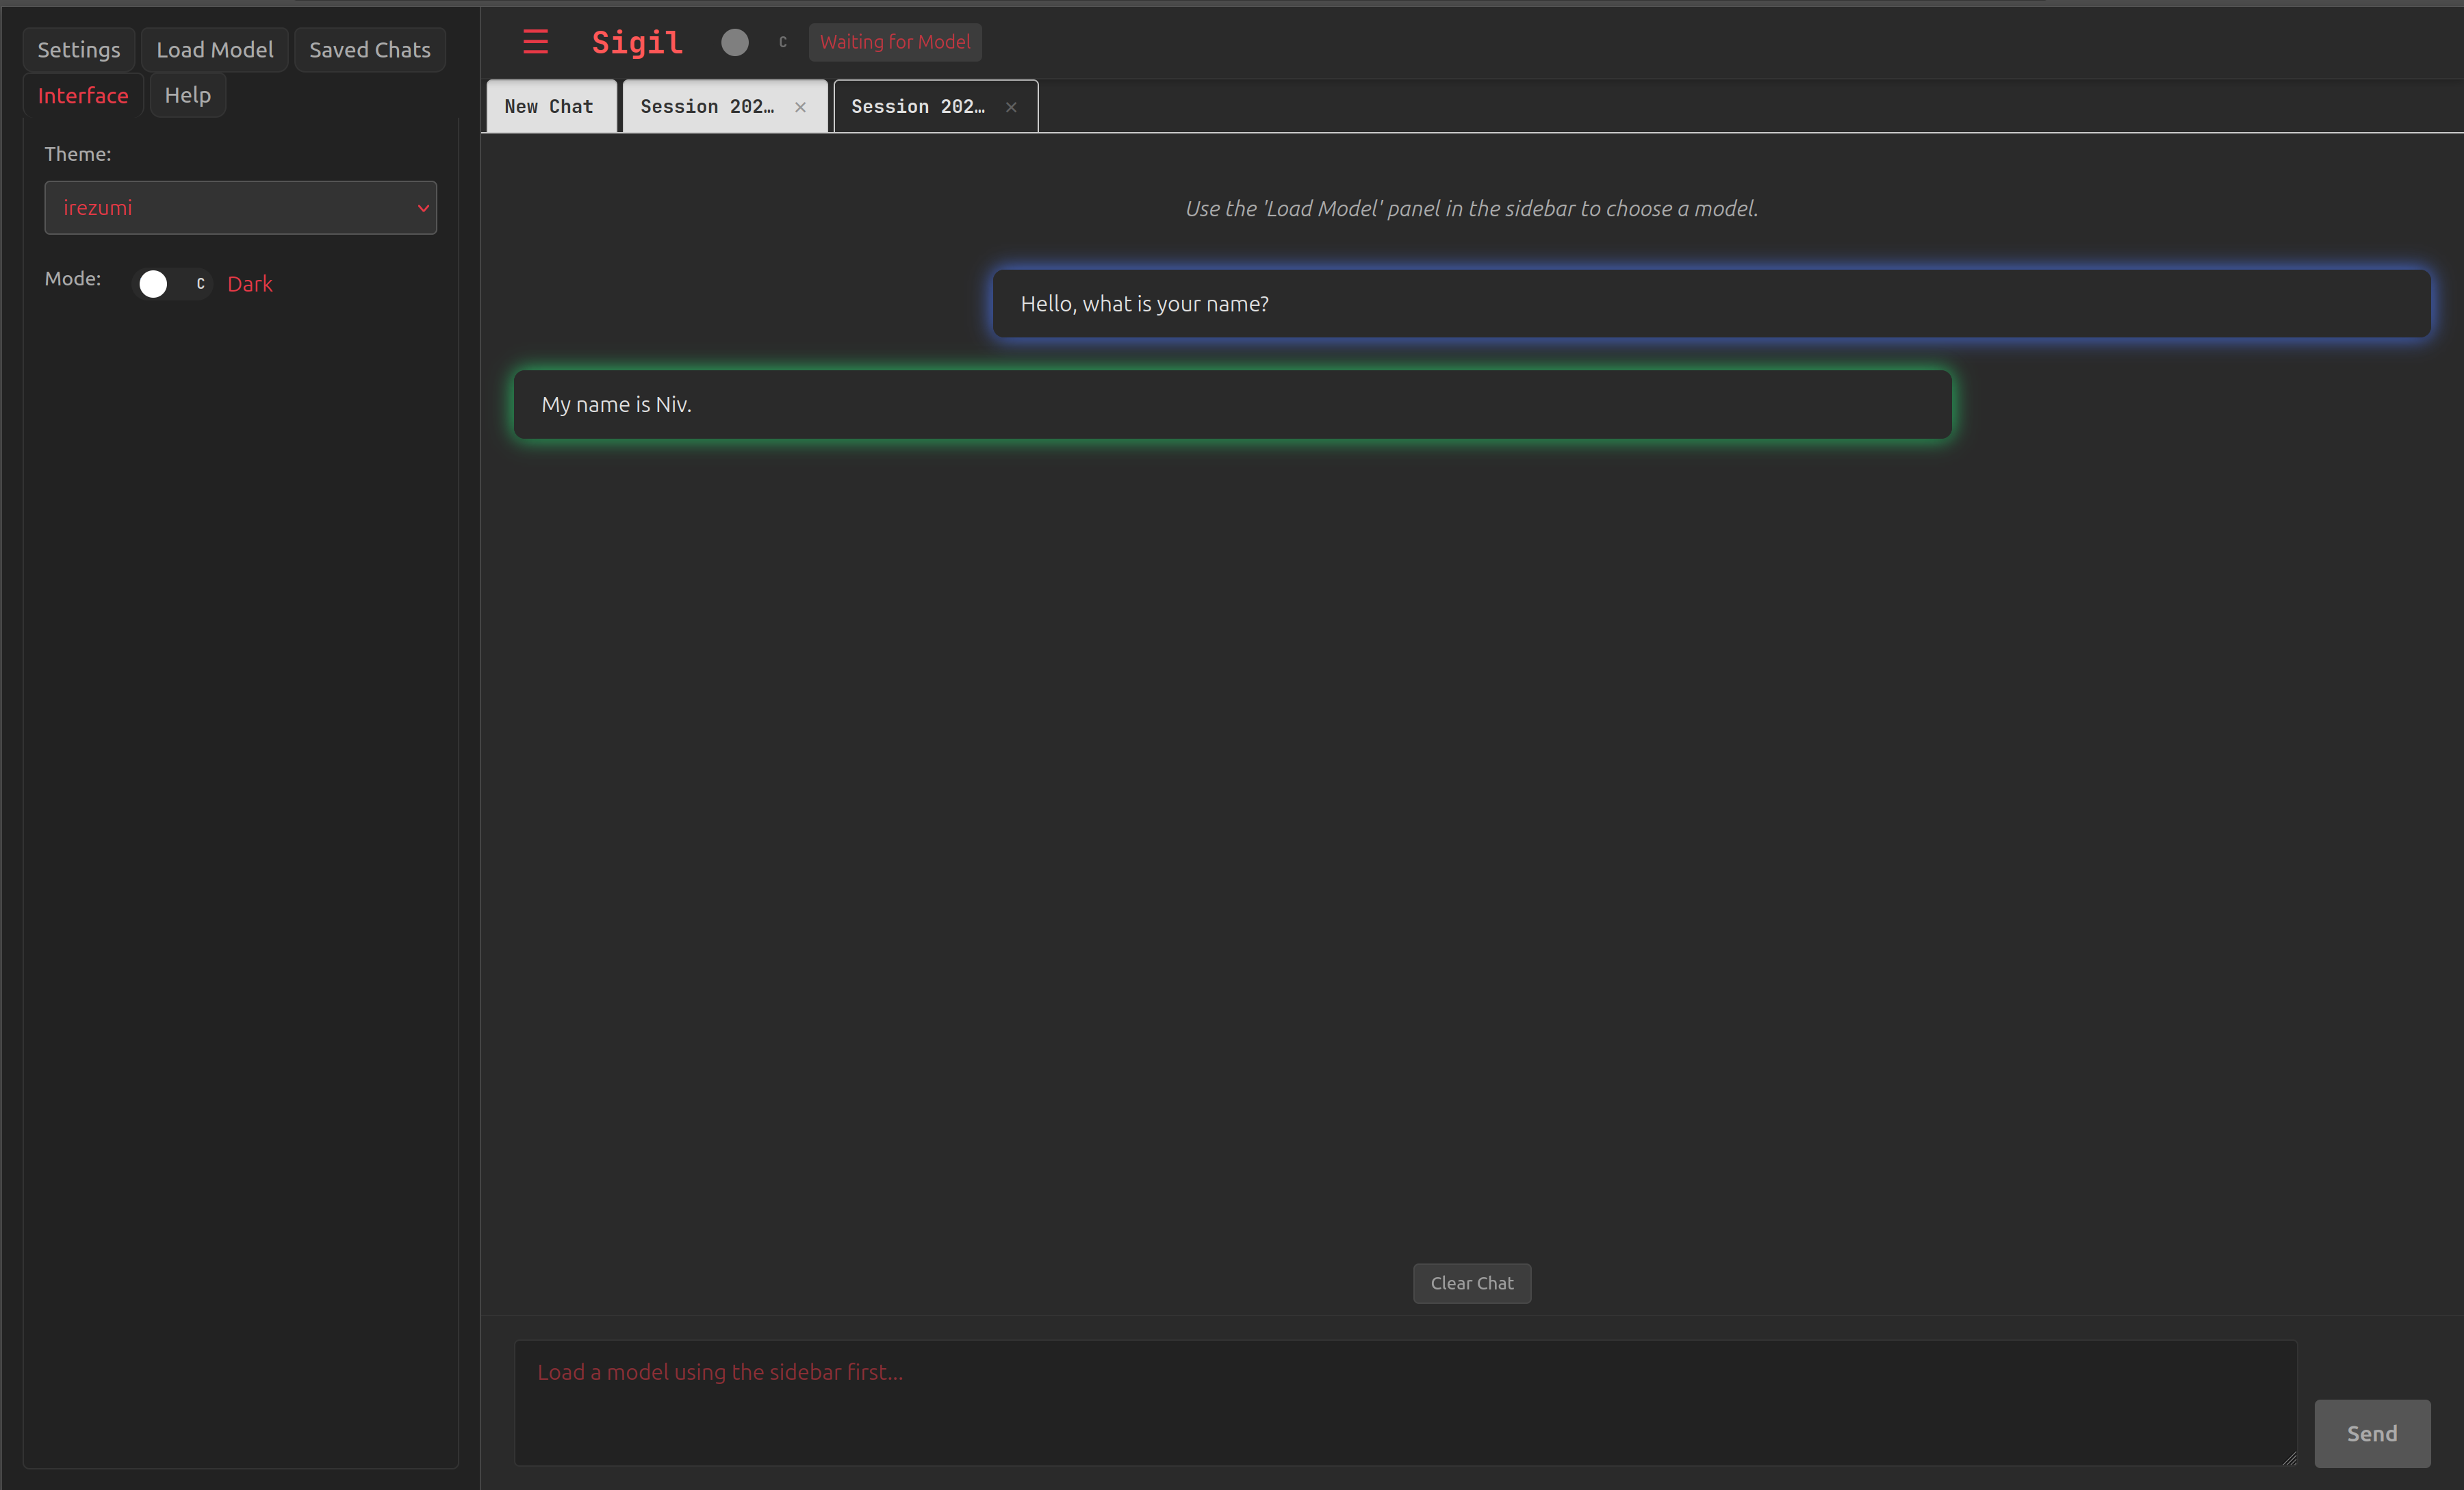 Settings Load Model Saved Chats
Interface Help
Theme:
irezumi
Mode: C Dark
☰ Sigil C Waiting for Model
New Chat Session 202… × Session 202… ×
Use the 'Load Model' panel in the sidebar to choose a model.
Hello, what is your name?
My name is Niv.
Clear Chat
Load a model using the sidebar first...
Send